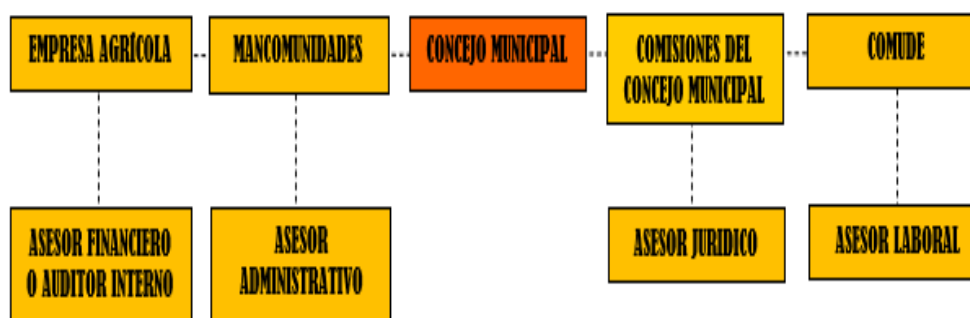 EMPRESA AGRÍCOLA
MANCOMUNIDADES
CONCEJO MUNICIPAL
COMISIONES DEL
CONCEJO MUNICIPAL
COMUDE
ASESOR FINANCIERO
O AUDITOR INTERNO
ASESOR
ADMINISTRATIVO
ASESOR JURIDICO
ASESOR LABORAL